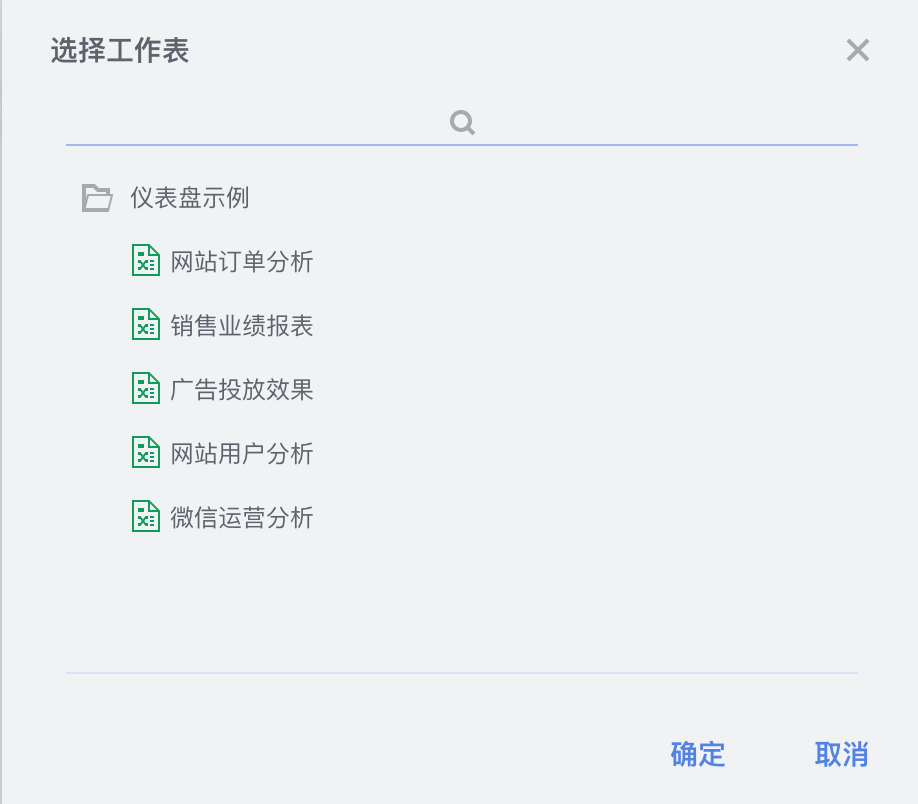 选择工作表
仪表盘示例
网站订单分析
销售业绩报表
广告投放效果
网站用户分析
微信运营分析
确定
取消